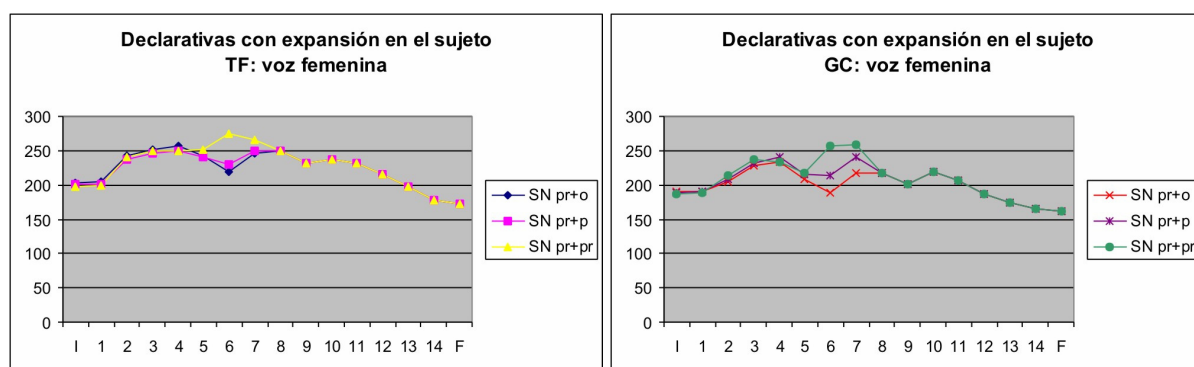 Declarativas con expansión en el sujeto
TF: voz femenina
300
250
200
150
100
50
0
I 1 2 3 4 5 6 7 8 9 10 11 12 13 14 F
SN pr+o
SN pr+p
SN pr+pr
Declarativas con expansión en el sujeto
GC: voz femenina
300
250
200
150
100
50
0
I 1 2 3 4 5 6 7 8 9 10 11 12 13 14 F
SN pr+o
SN pr+p
SN pr+pr